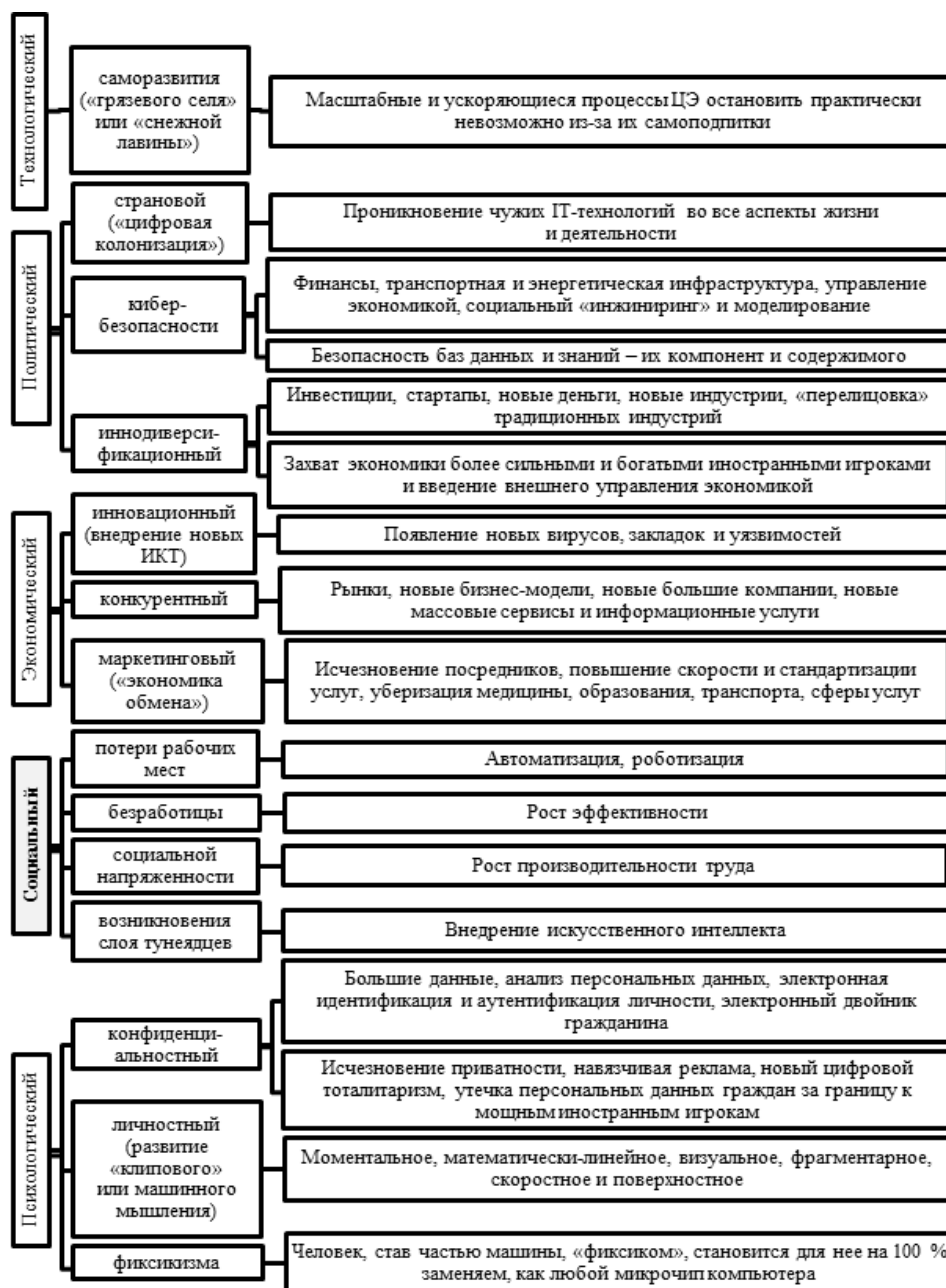 Технологический
саморазвития
(«грязевого селя»
или «снежной
лавины»)
Масштабные и ускоряющиеся процессы ЦЭ остановить практически
невозможно из-за их самоподпитки
Политический
страновой
(«цифровая
колонизация»)
Проникновение чужих IT-технологий во все аспекты жизни
и деятельности
кибер-
безопасности
Финансы, транспортная и энергетическая инфраструктура, управление
экономикой, социальный «инжиниринг» и моделирование
Безопасность баз данных и знаний – их компонент и содержимого
иннодиверси-
фикационный
Инвестиции, стартапы, новые деньги, новые индустрии, «перелицовка»
традиционных индустрий
Захват экономики более сильными и богатыми иностранными игроками
и введение внешнего управления экономикой
Экономический
инновационный
(внедрение новых
ИКТ)
Появление новых вирусов, закладок и уязвимостей
конкурентный
Рынки, новые бизнес-модели, новые большие компании, новые
массовые сервисы и информационные услуги
маркетинговый
(«экономика
обмена»)
Исчезновение посредников, повышение скорости и стандартизации
услуг, уберизация медицины, образования, транспорта, сферы услуг
Социальный
потери рабочих
мест
Автоматизация, роботизация
безработицы
Рост эффективности
социальной
напряженности
Рост производительности труда
возникновения
слоя тунеядцев
Внедрение искусственного интеллекта
Психологический
конфиденци-
альностный
Большие данные, анализ персональных данных, электронная
идентификация и аутентификация личности, электронный двойник
гражданина
Исчезновение приватности, навязчивая реклама, новый цифровой
тоталитаризм, утечка персональных данных граждан за границу к
мощным иностранным игрокам
личностный
(развитие
«клипового»
или машинного
мышления)
Моментальное, математически-линейное, визуальное, фрагментарное,
скоростное и поверхностное
фиксикизма
Человек, став частью машины, «фиксиком», становится для нее на 100 %
заменяем, как любой микрочип компьютера